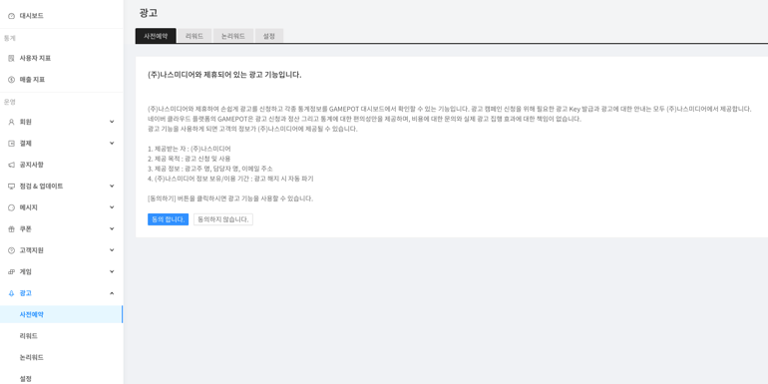 대시보드
통계
사용자 지표
매출 지표
운영
회원
결제
공지사항
점검 & 업데이트
메시지
쿠폰
고객지원
게임
광고
사전예약
리워드
논리워드
설정
광고
사전예약 리워드 논리워드 설정
(주)나스미디어와 제휴되어 있는 광고 기능입니다.
(주)나스미디어와 제휴하여 손쉽게 광고를 신청하고 각종 통계정보를 GAMEPOT 대시보드에서 확인할 수 있는 기능입니다. 광고 캠페인 신청을 위해 필요한 광고 Key 발급과 광고에 대한 안내는 모두 (주)나스미디어에서 제공합니다.
네이버 클라우드 플랫폼의 GAMEPOT은 광고 신청과 정산 그리고 통계에 대한 편의성만을 제공하며, 비용에 대한 문의와 실제 광고 집행 효과에 대한 책임이 없습니다.
광고 기능을 사용하게 되면 고객의 정보가 (주)나스미디어에 제공될 수 있습니다.
1. 제공받는 자 : (주)나스미디어
2. 제공 목적 : 광고 신청 및 사용
3. 제공 정보 : 광고주 명, 담당자 명, 이메일 주소
4. (주)나스미디어 정보 보유/이용 기간 : 광고 해지 시 자동 파기
[동의하기] 버튼을 클릭하시면 광고 기능을 사용할 수 있습니다.
동의 합니다. 동의하지 않습니다.